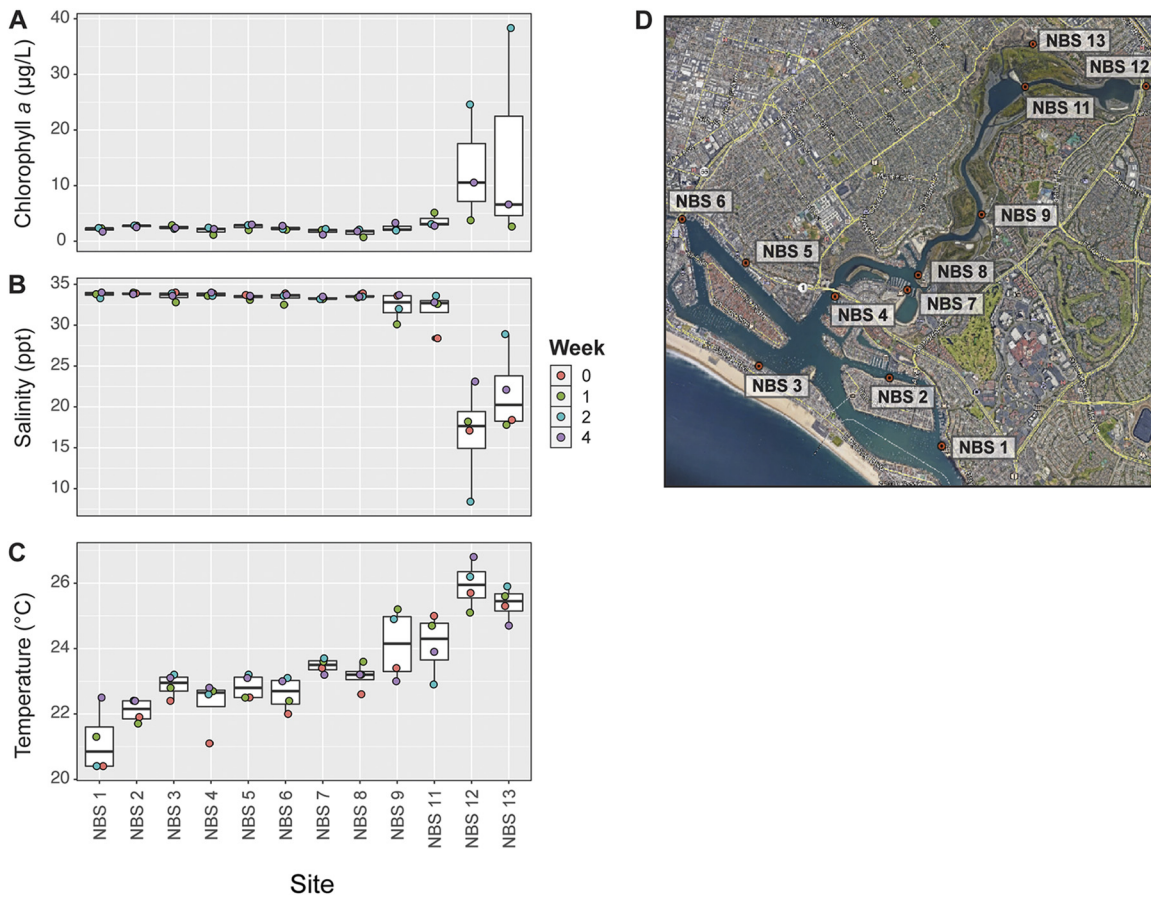 A
Chlorophyll a (µg/L)
40
30
20
10
0
B
Salinity (ppt)
35
30
25
20
15
10
C
Temperature (°C)
26
24
22
20
NBS 1
NBS 2
NBS 3
NBS 4
NBS 5
NBS 6
NBS 7
NBS 8
NBS 9
NBS 11
NBS 12
NBS 13
Site
Week
0
1
2
4
D
NBS 13
NBS 12
NBS 11
NBS 6
NBS 9
NBS 5
NBS 8
NBS 7
NBS 4
NBS 3
NBS 2
NBS 1
1